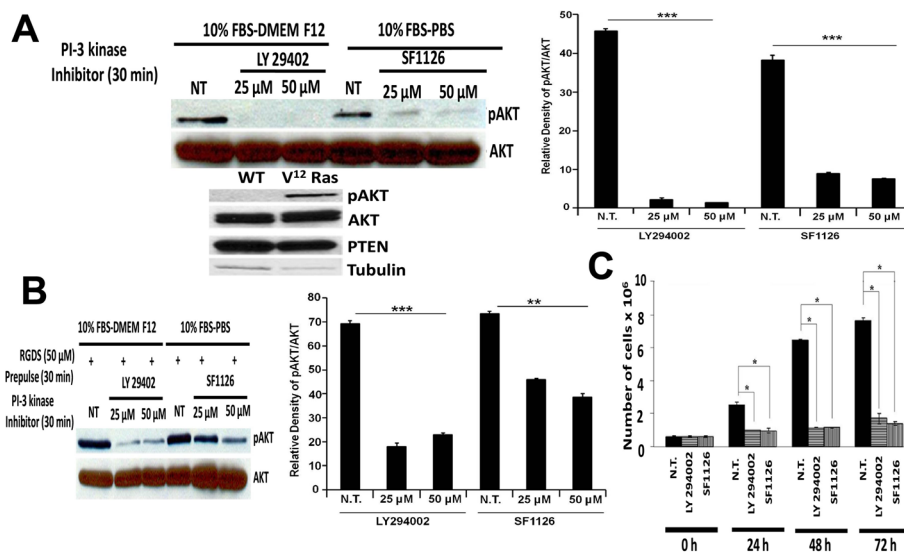 A
PI-3 kinase
Inhibitor (30 min)
10% FBS-DMEM F12
10% FBS-PBS
LY 29402
SF1126
NT
25 µM
50 µM
NT
25 µM
50 µM
pAKT
AKT
WT
V12 Ras
pAKT
AKT
PTEN
Tubulin
Relative Density of pAKT/AKT
50
40
30
20
10
0
***
***
N.T.
25 µM
50 µM
N.T.
25 µM
50 µM
LY294002
SF1126
B
10% FBS-DMEM F12
10% FBS-PBS
RGDS (50 µM)
Prepulse (30 min)
+ + + + + +
PI-3 kinase
Inhibitor (30 min)
LY 29402
SF1126
NT
25 µM
50 µM
NT
25 µM
50 µM
pAKT
AKT
Relative Density of pAKT/AKT
80
70
60
50
40
30
20
70
0
***
**
N.T.
25 µM
50 µM
N.T.
25 µM
50 µM
LY294002
SF1126
C
Number of cells x 10⁶
10
8
6
4
2
0
*
*
*
*
*
*
N.T.
LY 294002
SF1126
N.T.
LY 294002
SF1126
N.T.
LY 294002
SF1126
N.T.
LY 294002
SF1126
0 h
24 h
48 h
72 h